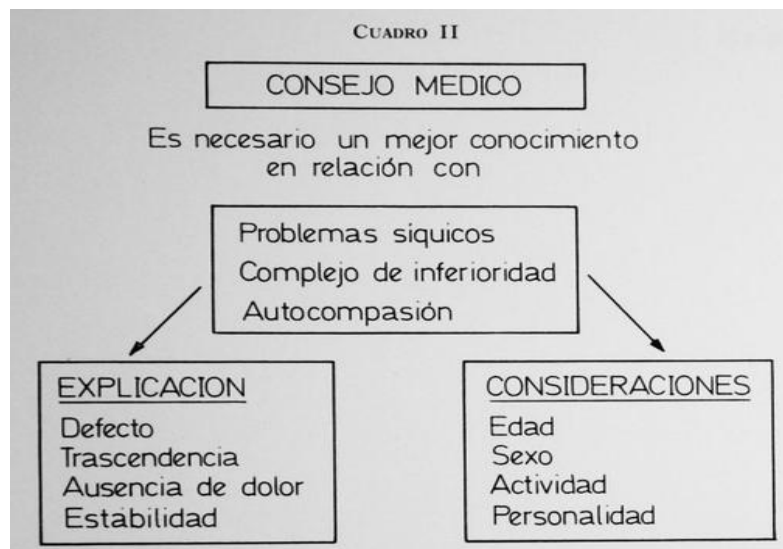 CUADRO II
CONSEJO MEDICO
Es necesario un mejor conocimiento
en relación con
Problemas síquicos
Complejo de inferioridad
Autocompasión
EXPLICACION
Defecto
Trascendencia
Ausencia de dolor
Estabilidad
CONSIDERACIONES
Edad
Sexo
Actividad
Personalidad